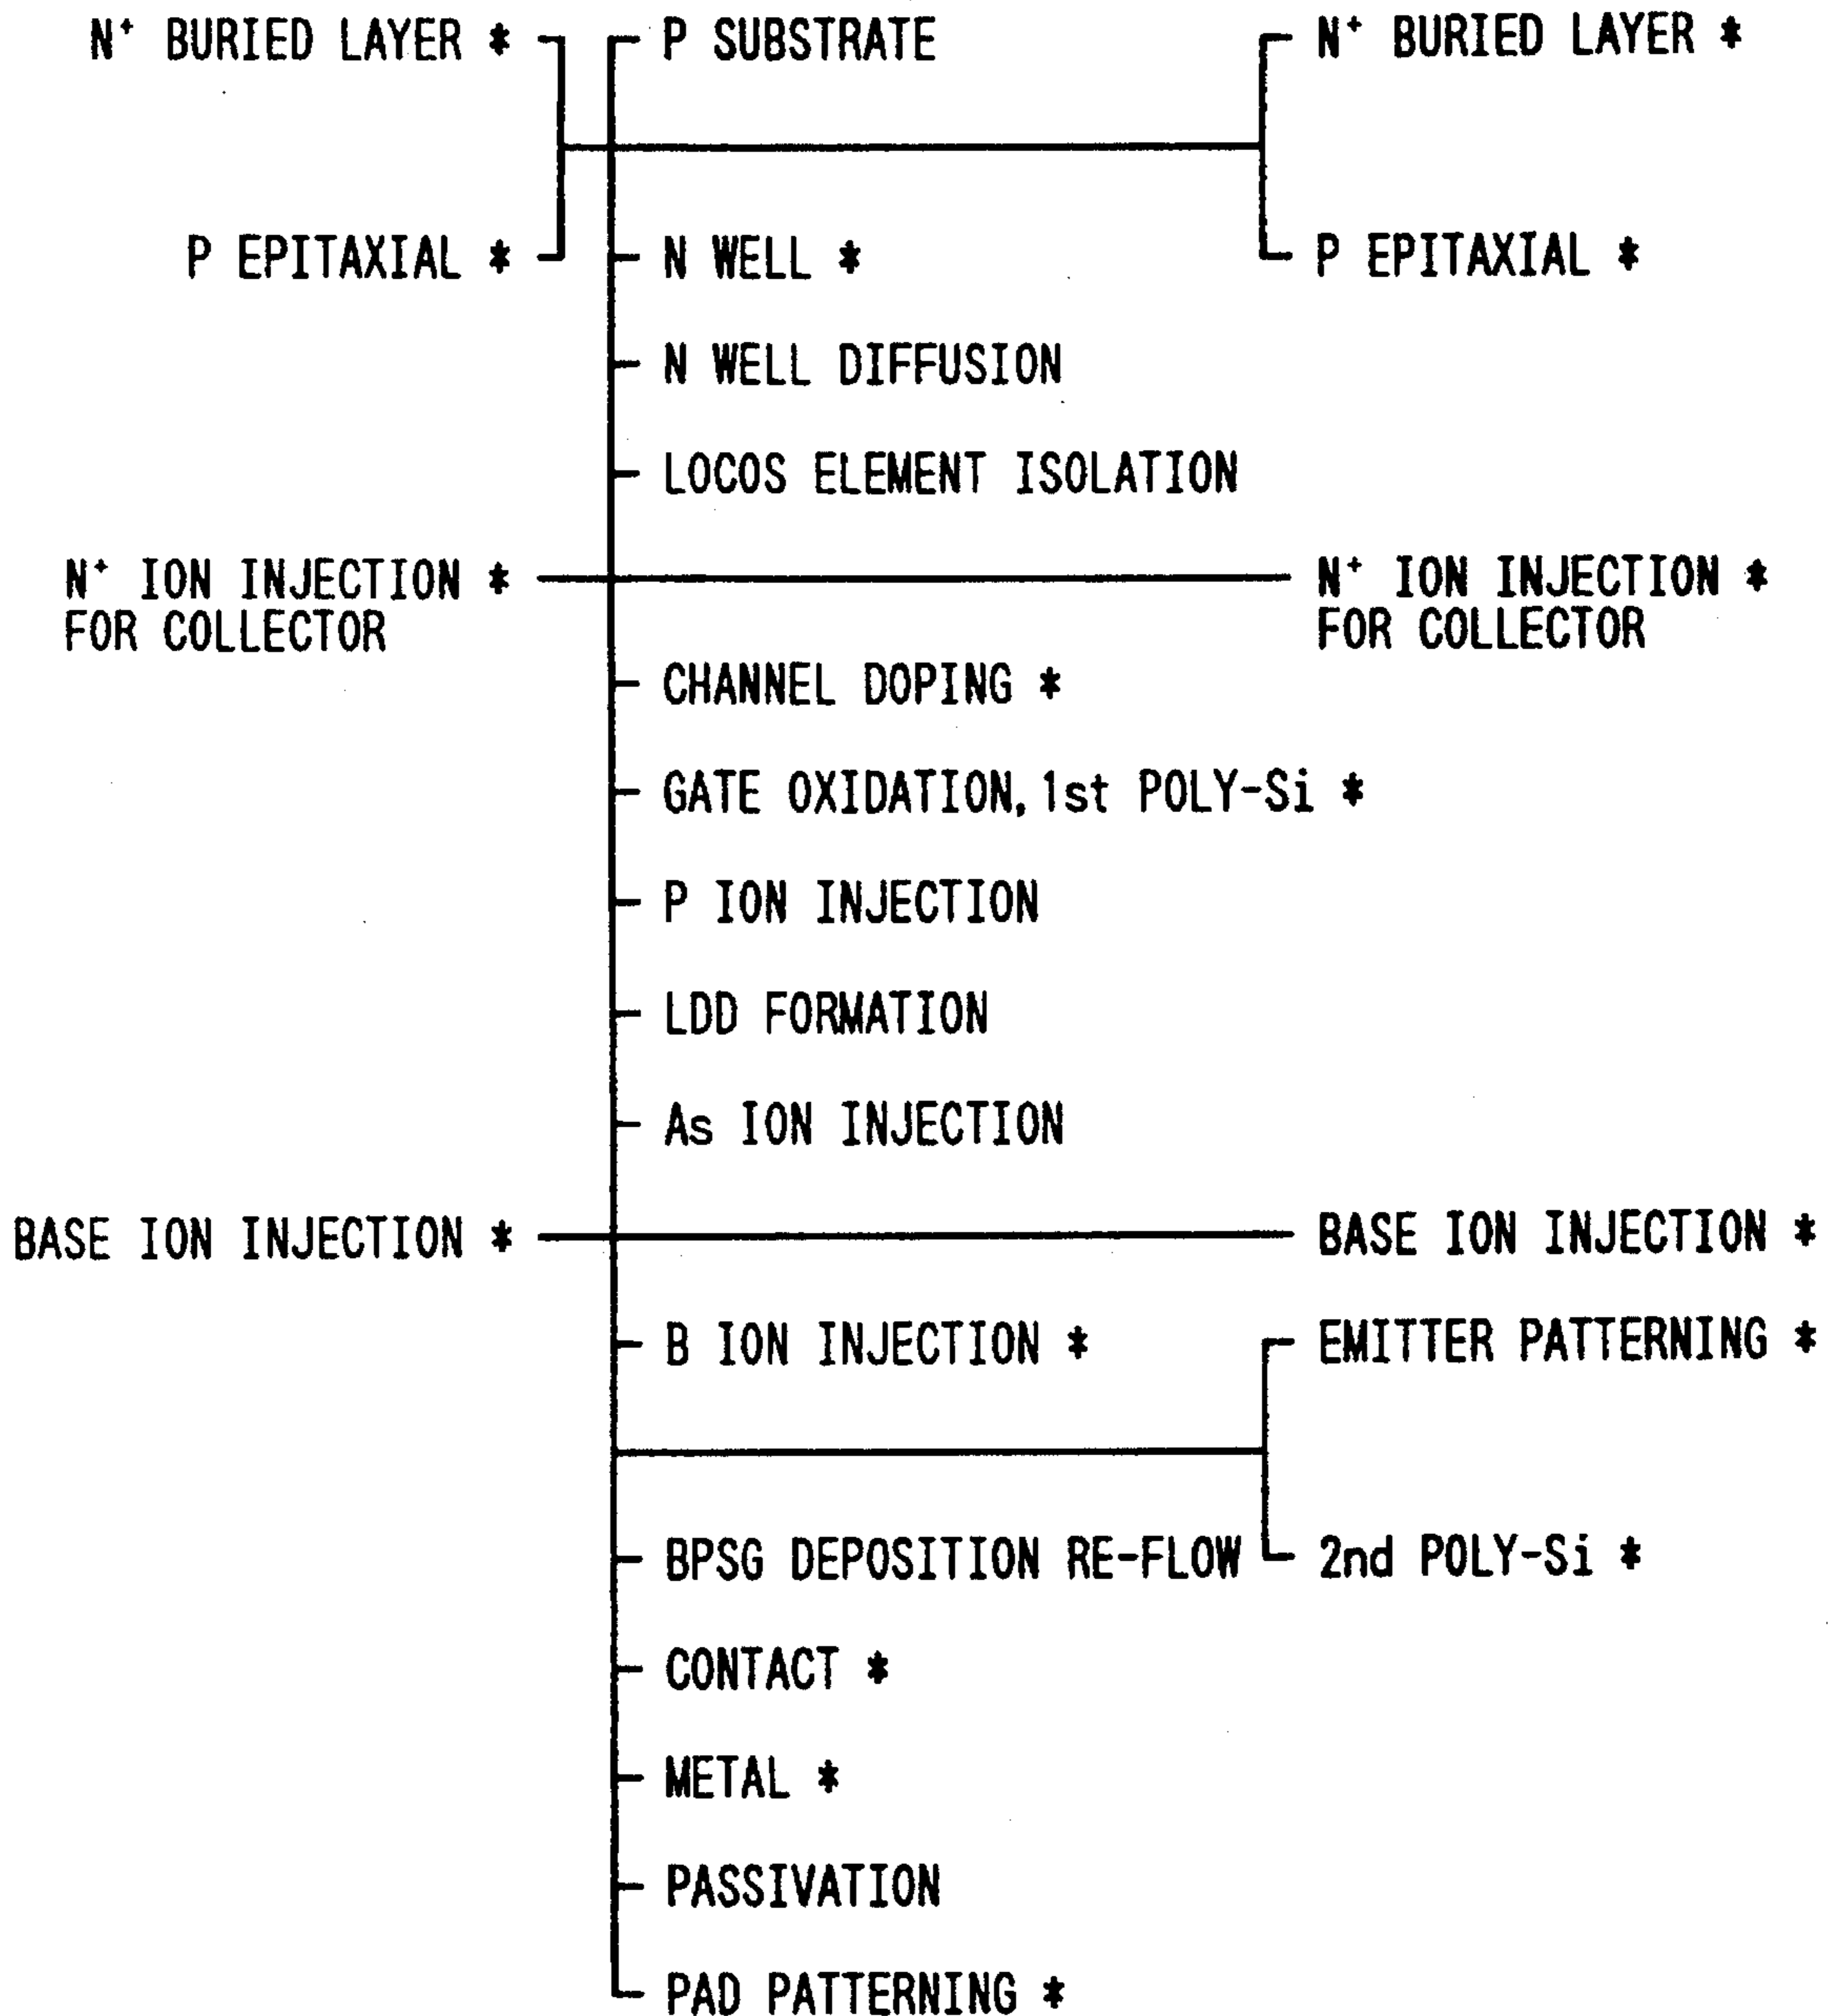 N⁺ BURIED LAYER *
P SUBSTRATE
N⁺ BURIED LAYER *
P EPITAXIAL *
N WELL *
P EPITAXIAL *
N WELL DIFFUSION
LOCOS ELEMENT ISOLATION
N⁺ ION INJECTION *
FOR COLLECTOR
N⁺ ION INJECTION *
FOR COLLECTOR
CHANNEL DOPING *
GATE OXIDATION, 1st POLY-Si *
P ION INJECTION
LDD FORMATION
As ION INJECTION
BASE ION INJECTION *
BASE ION INJECTION *
B ION INJECTION *
EMITTER PATTERNING *
BPSG DEPOSITION RE-FLOW
2nd POLY-Si *
CONTACT *
METAL *
PASSIVATION
PAD PATTERNING *